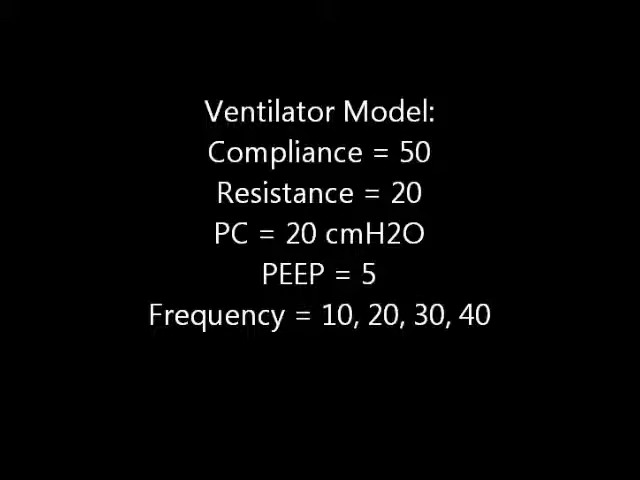 Ventilator Model:
Compliance = 50
Resistance = 20
PC = 20 cmH2O
PEEP = 5
Frequency = 10, 20, 30, 40